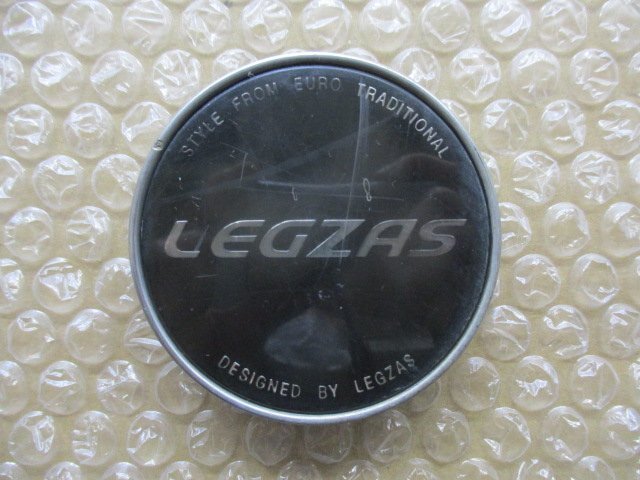 STYLE FROM EURO TRADITIONAL
LEGZAS
DESIGNED BY LEGZAS